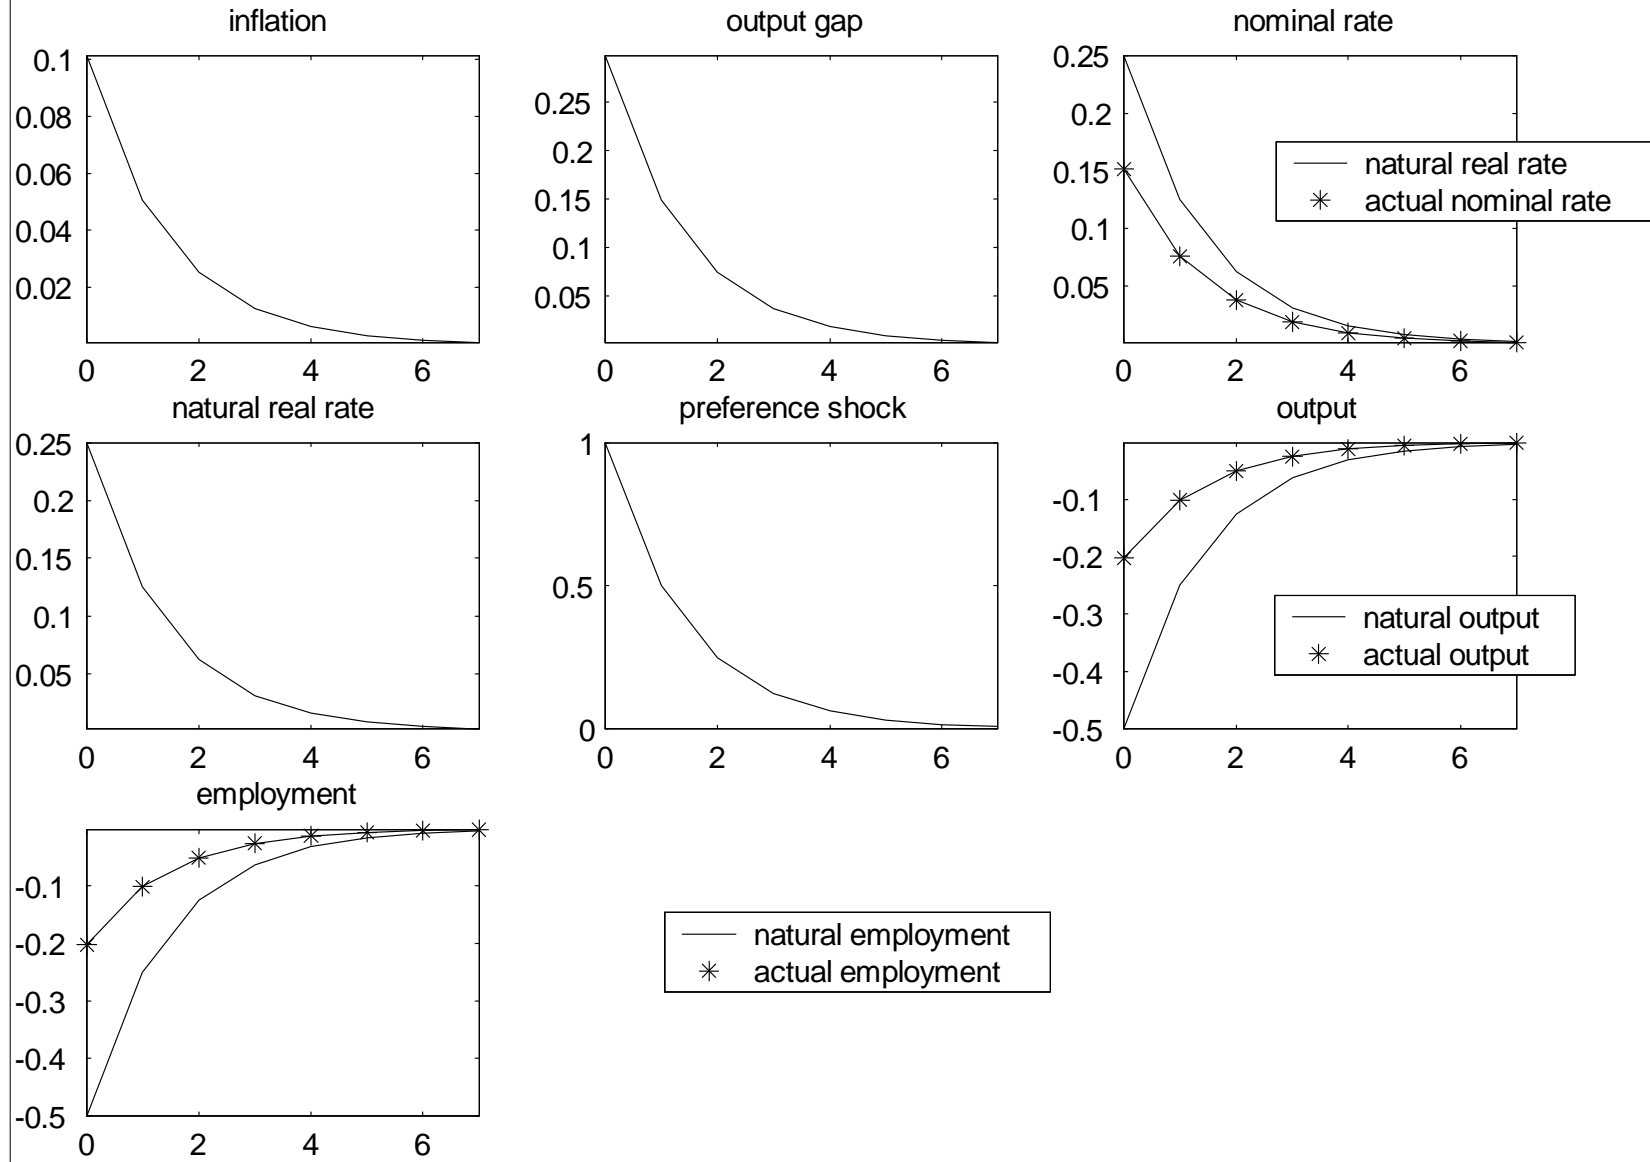 inflation
output gap
nominal rate
0.1
0.08
0.06
0.04
0.02
0 2 4 6
0.25
0.2
0.15
0.1
0.05
0 2 4 6
0.25
0.2
0.15
0.1
0.05
0 2 4 6
natural real rate
actual nominal rate
natural real rate
preference shock
output
0.25
0.2
0.15
0.1
0.05
0 2 4 6
1
0.5
0
0 2 4 6
-0.1
-0.2
-0.3
-0.4
-0.5
0 2 4 6
natural output
actual output
employment
-0.1
-0.2
-0.3
-0.4
-0.5
0 2 4 6
natural employment
actual employment